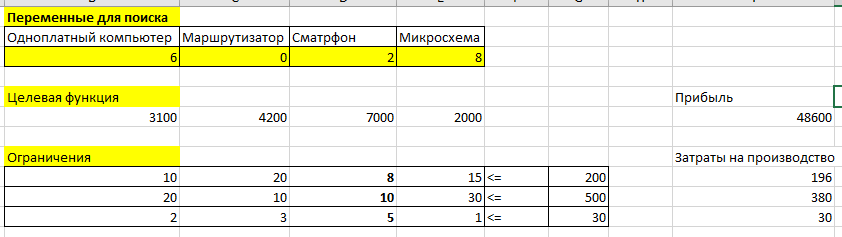 Переменные для поиска
Одноплатный компьютер Маршрутизатор Сматрфон Микросхема
6 0 2 8
Целевая функция Прибыль
3100 4200 7000 2000 48600
Ограничения Затраты на производство
10 20 8 15 <= 200 196
20 10 10 30 <= 500 380
2 3 5 1 <= 30 30